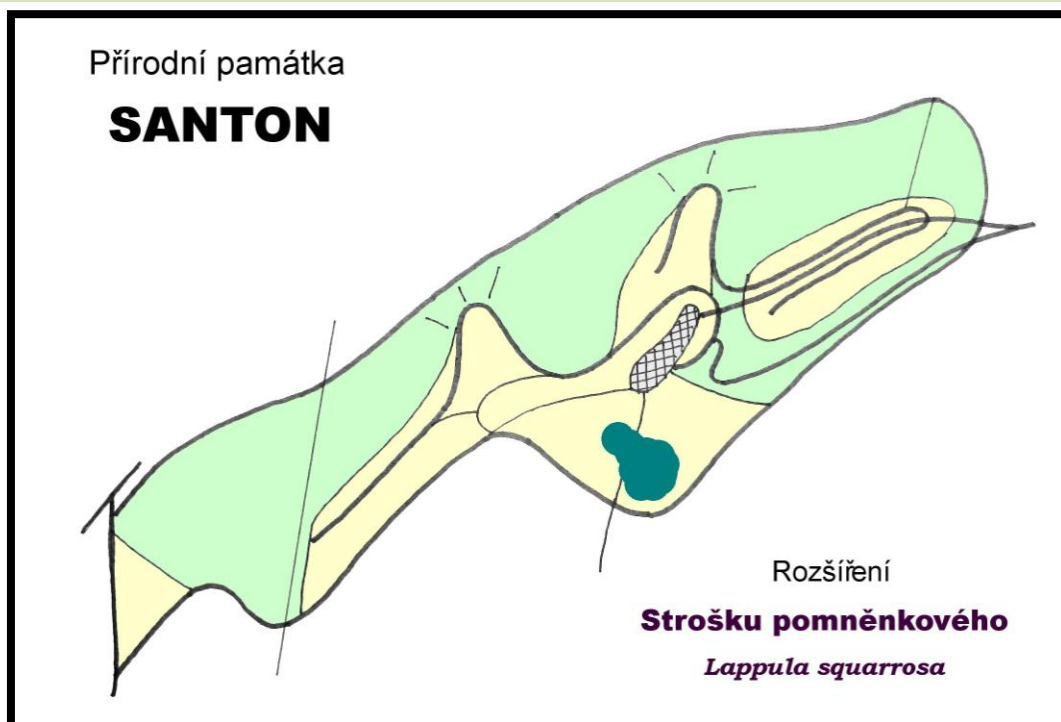 Přírodní památka
SANTON
Rozšíření
Strošku pomněnkového
Lappula squarrosa